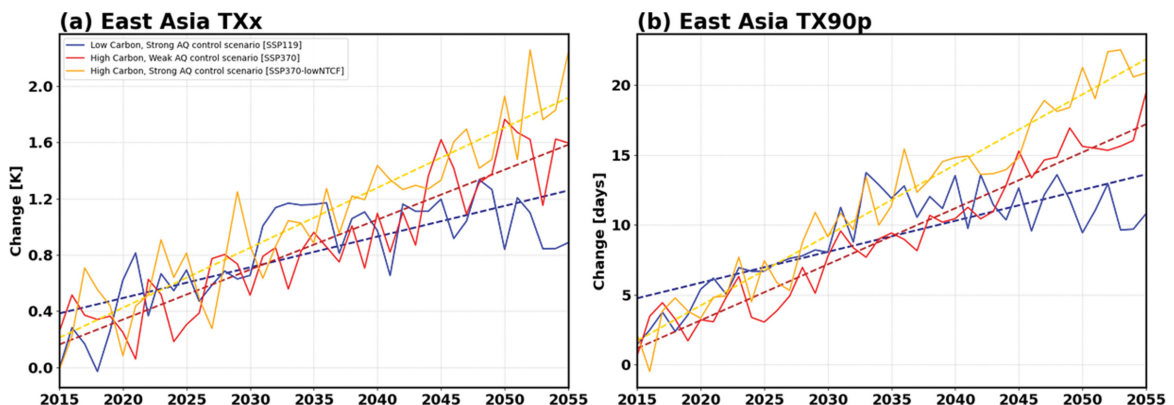 (a) East Asia TXx
Low Carbon, Strong AQ control scenario [SSP119]
High Carbon, Weak AQ control scenario [SSP370]
High Carbon, Strong AQ control scenario [SSP370-lowNTCF]
Change [K]
2.0
1.6
1.2
0.8
0.4
0.0
2015 2020 2025 2030 2035 2040 2045 2050 2055
(b) East Asia TX90p
Change [days]
20
15
10
5
0
2015 2020 2025 2030 2035 2040 2045 2050 2055